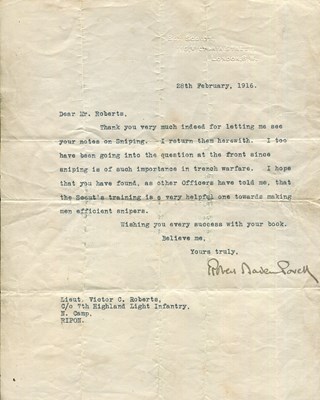 28th February, 1916.
Dear Mr. Roberts,
Thank you very much indeed for letting me see
your notes on Sniping. I return them herewith. I too
have been going into the question at the front since
sniping is of such importance in trench warfare. I hope
that you have found, as other Officers have told me, that
the Scout's training is a very helpful one towards making
men efficient snipers.
Wishing you every success with your book.
Believe me,
Yours truly,
Robert Baden Powell
Lieut. Victor C. Roberts,
C/o 7th Highland Light Infantry,
N. Camp,
RIPON.